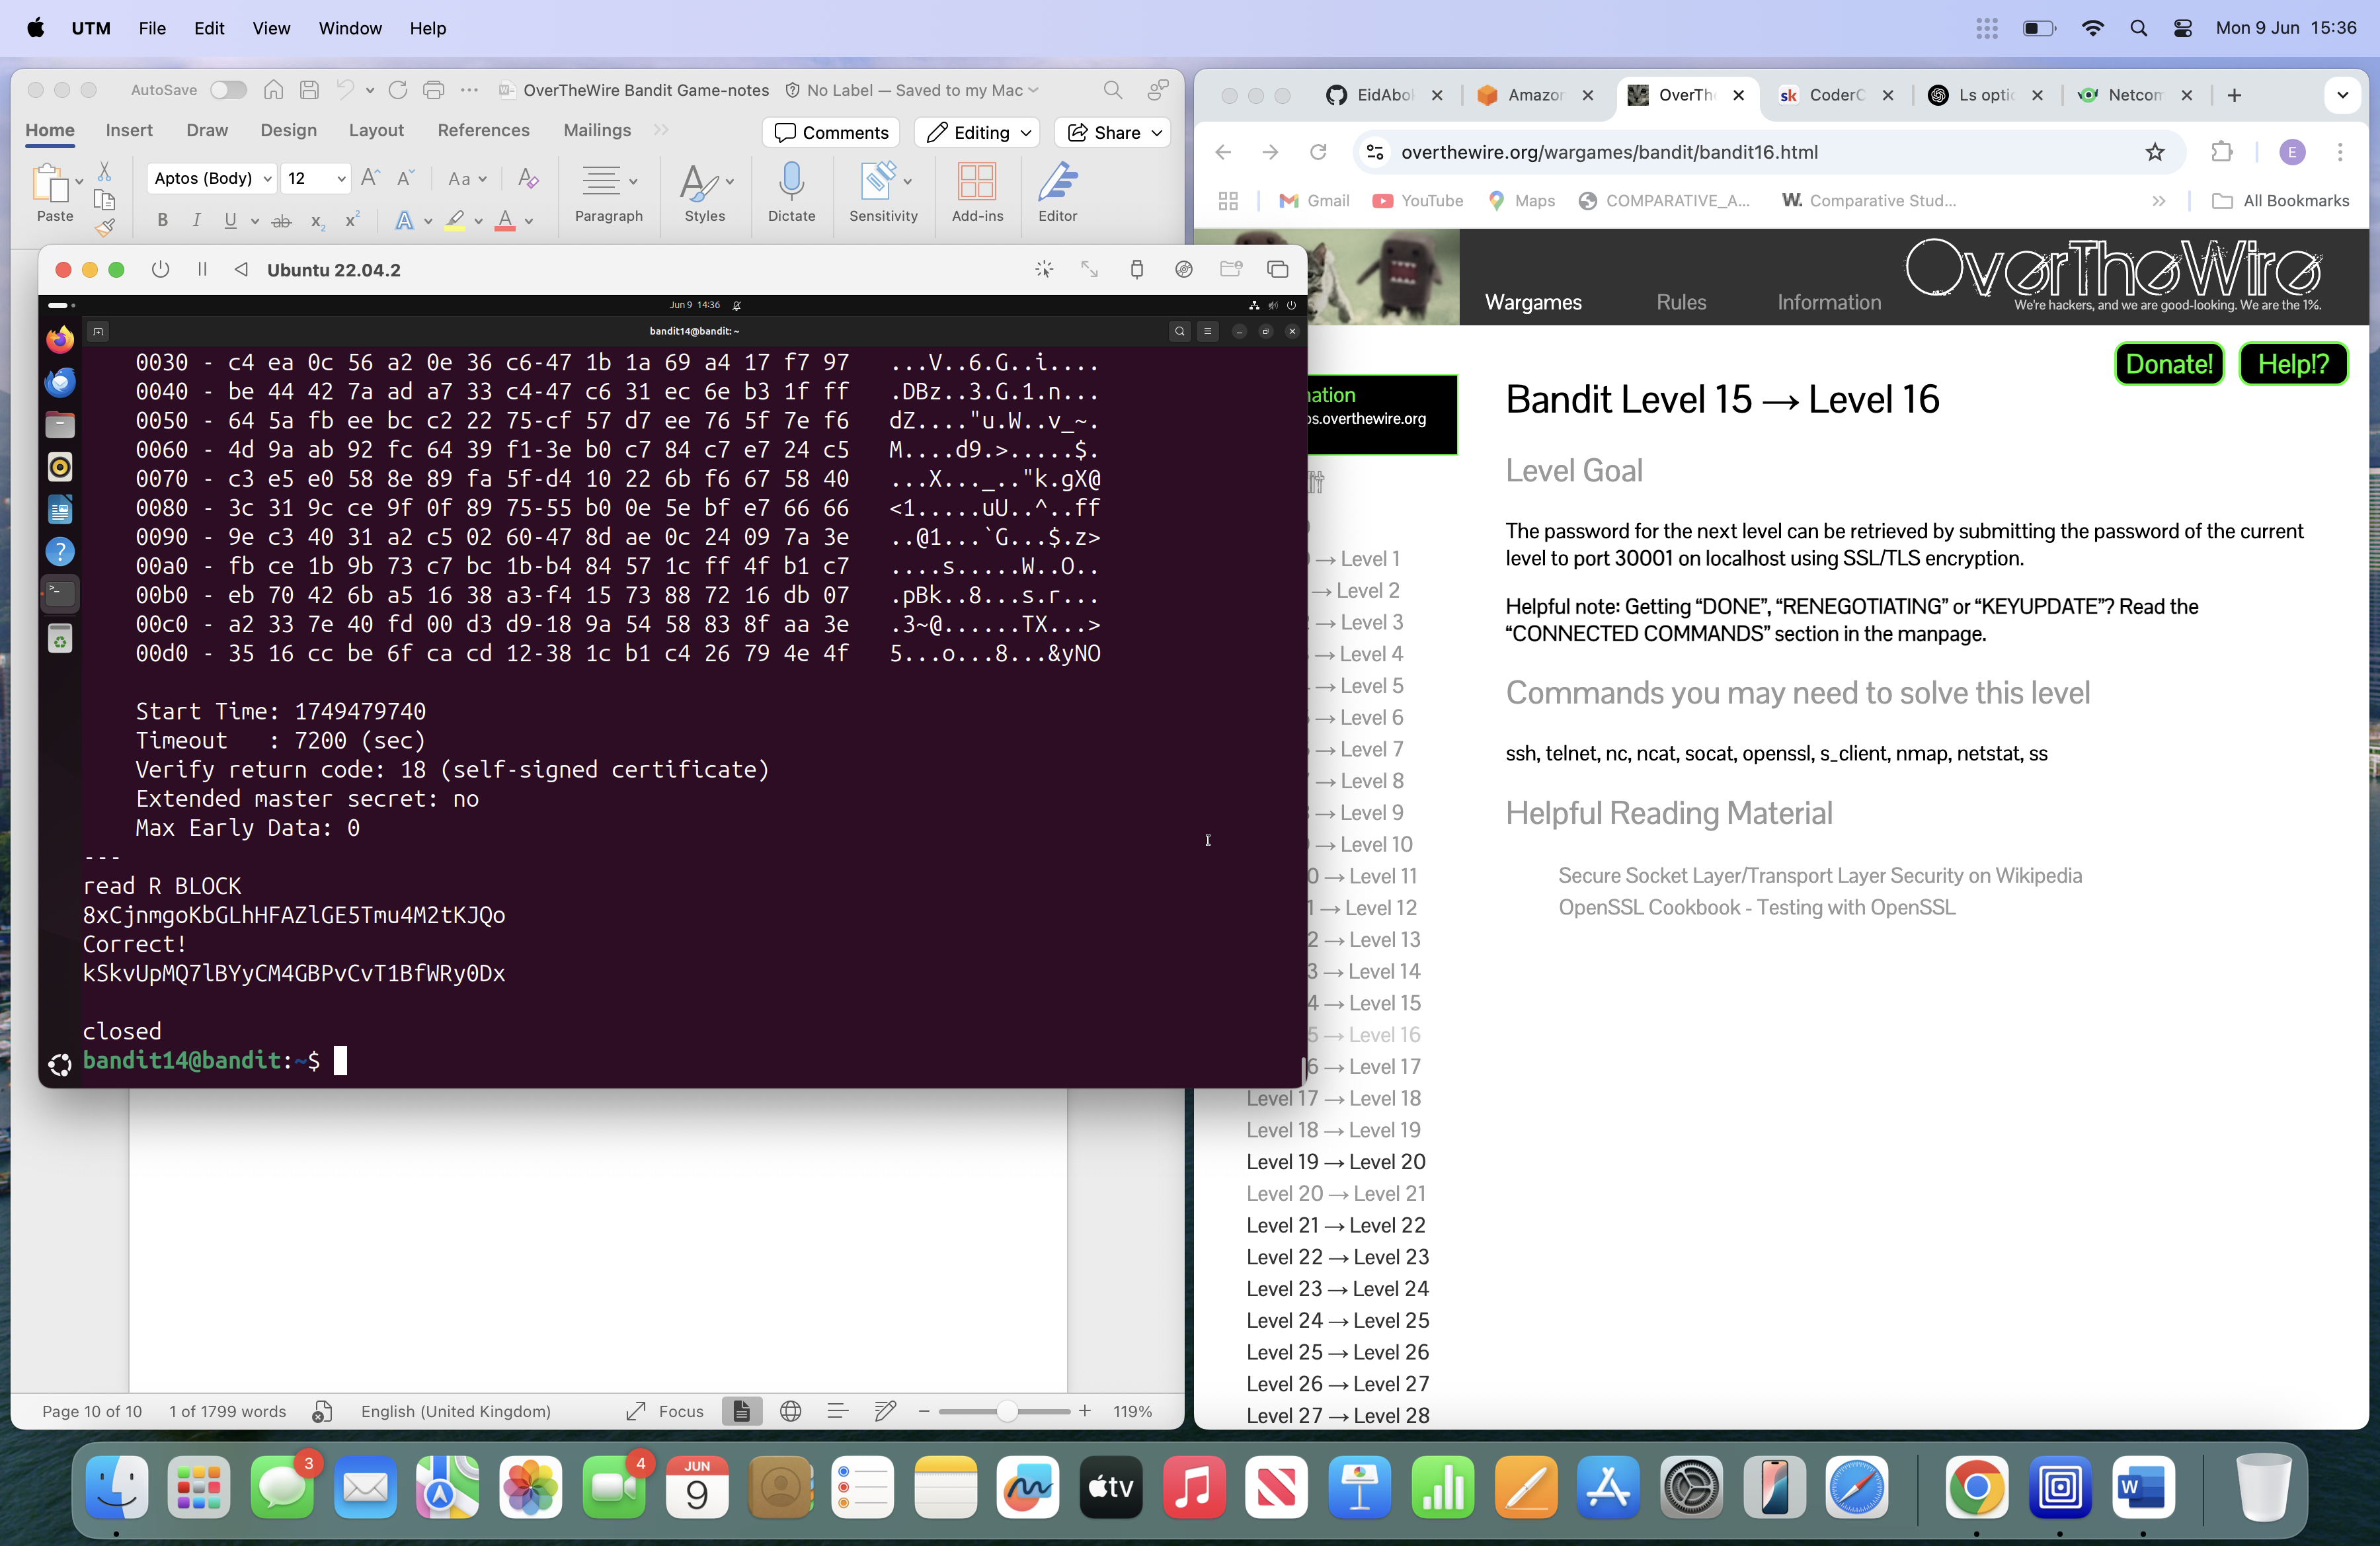 UTM File Edit View Window Help Mon 9 Jun 15:36
AutoSave OverTheWire Bandit Game-notes No Label — Saved to my Mac
Home Insert Draw Design Layout References Mailings Comments Editing Share
Aptos (Body) 12
Paste Paragraph Styles Dictate Sensitivity Add-ins Editor
Ubuntu 22.04.2
Jun 9 14:36
bandit14@bandit: ~
0030 - c4 ea 0c 56 a2 0e 36 c6-47 1b 1a 69 a4 17 f7 97 ...V..6.G..i....
0040 - be 44 42 7a ad a7 33 c4-47 c6 31 ec 6e b3 1f ff .DBz..3.G.1.n...
0050 - 64 5a fb ee bc c2 22 75-cf 57 d7 ee 76 5f 7e f6 dZ...."u.W..v_~.
0060 - 4d 9a ab 92 fc 64 39 f1-3e b0 c7 84 c7 e7 24 c5 M....d9.>.....$.
0070 - c3 e5 e0 58 8e 89 fa 5f-d4 10 22 6b f6 67 58 40 ...X..._.."k.gX@
0080 - 3c 31 9c ce 9f 0f 89 75-55 b0 0e 5e bf e7 66 66 <1.....uU..^..ff
0090 - 9e c3 40 31 a2 c5 02 60-47 8d ae 0c 24 09 7a 3e ..@1...`G...$.z>
00a0 - fb ce 1b 9b 73 c7 bc 1b-b4 84 57 1c ff 4f b1 c7 ....s.....W..O..
00b0 - eb 70 42 6b a5 16 38 a3-f4 15 73 88 72 16 db 07 .pBk..8...s.r...
00c0 - a2 33 7e 40 fd 00 d3 d9-18 9a 54 58 83 8f aa 3e .3~@......TX...>
00d0 - 35 16 cc be 6f ca cd 12-38 1c b1 c4 26 79 4e 4f 5...o...8...&yNO
Start Time: 1749479740
Timeout : 7200 (sec)
Verify return code: 18 (self-signed certificate)
Extended master secret: no
Max Early Data: 0
---
read R BLOCK
8xCjnmgoKbGLhHFAZlGE5Tmu4M2tKJQo
Correct!
kSkvUpMQ7lBYyCM4GBPvCvT1BfWRy0Dx
closed
bandit14@bandit:~$
Page 10 of 10 1 of 1799 words English (United Kingdom) Focus 119%
EidAbo Amazon OverThe CoderC Ls optio Netcom
overthewire.org/wargames/bandit/bandit16.html
Gmail YouTube Maps COMPARATIVE_A... W. Comparative Stud... All Bookmarks
OverTheWire
We're hackers, and we are good-looking. We are the 1%.
Wargames Rules Information
Donate! Help!?
mation
bs.overthewire.org
→ Level 1
→ Level 2
→ Level 3
→ Level 4
→ Level 5
→ Level 6
→ Level 7
→ Level 8
→ Level 9
→ Level 10
0 → Level 11
1 → Level 12
2 → Level 13
3 → Level 14
4 → Level 15
5 → Level 16
6 → Level 17
Level 17 → Level 18
Level 18 → Level 19
Level 19 → Level 20
Level 20 → Level 21
Level 21 → Level 22
Level 22 → Level 23
Level 23 → Level 24
Level 24 → Level 25
Level 25 → Level 26
Level 26 → Level 27
Level 27 → Level 28
Bandit Level 15 → Level 16
Level Goal
The password for the next level can be retrieved by submitting the password of the current
level to port 30001 on localhost using SSL/TLS encryption.
Helpful note: Getting “DONE”, “RENEGOTIATING” or “KEYUPDATE”? Read the
“CONNECTED COMMANDS” section in the manpage.
Commands you may need to solve this level
ssh, telnet, nc, ncat, socat, openssl, s_client, nmap, netstat, ss
Helpful Reading Material
Secure Socket Layer/Transport Layer Security on Wikipedia
OpenSSL Cookbook - Testing with OpenSSL
3 4 JUN 9 tv W